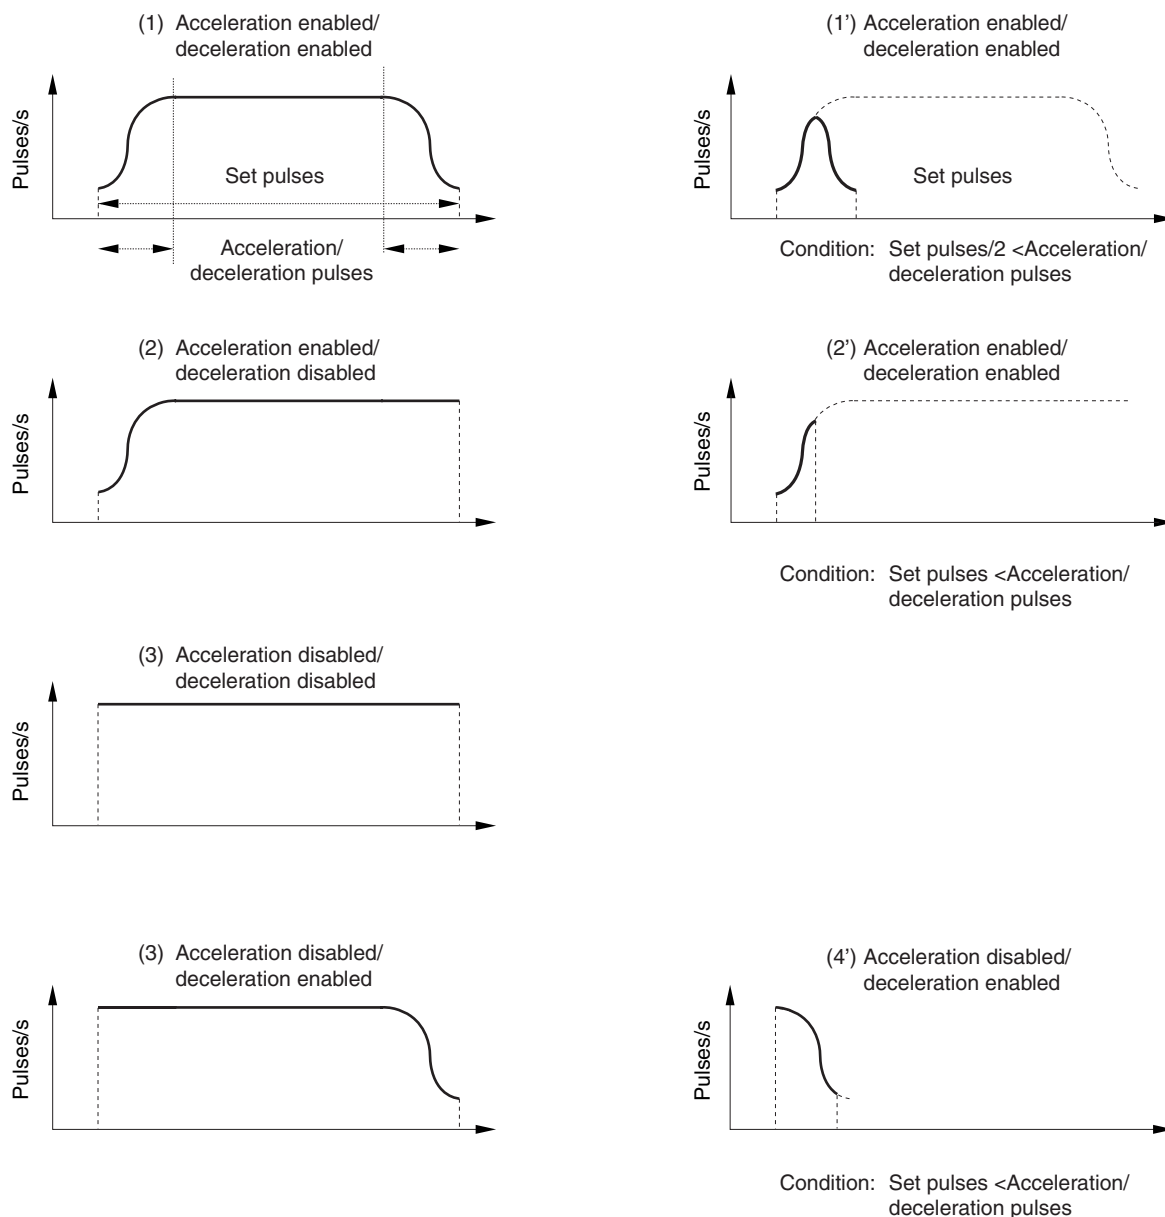 (1) Acceleration enabled/
deceleration enabled
Pulses/s
Set pulses
Acceleration/
deceleration pulses
(1') Acceleration enabled/
deceleration enabled
Pulses/s
Set pulses
Condition: Set pulses/2 <Acceleration/
deceleration pulses
(2) Acceleration enabled/
deceleration disabled
Pulses/s
(2') Acceleration enabled/
deceleration enabled
Pulses/s
Condition: Set pulses <Acceleration/
deceleration pulses
(3) Acceleration disabled/
deceleration disabled
Pulses/s
(3) Acceleration disabled/
deceleration enabled
Pulses/s
(4') Acceleration disabled/
deceleration enabled
Pulses/s
Condition: Set pulses <Acceleration/
deceleration pulses